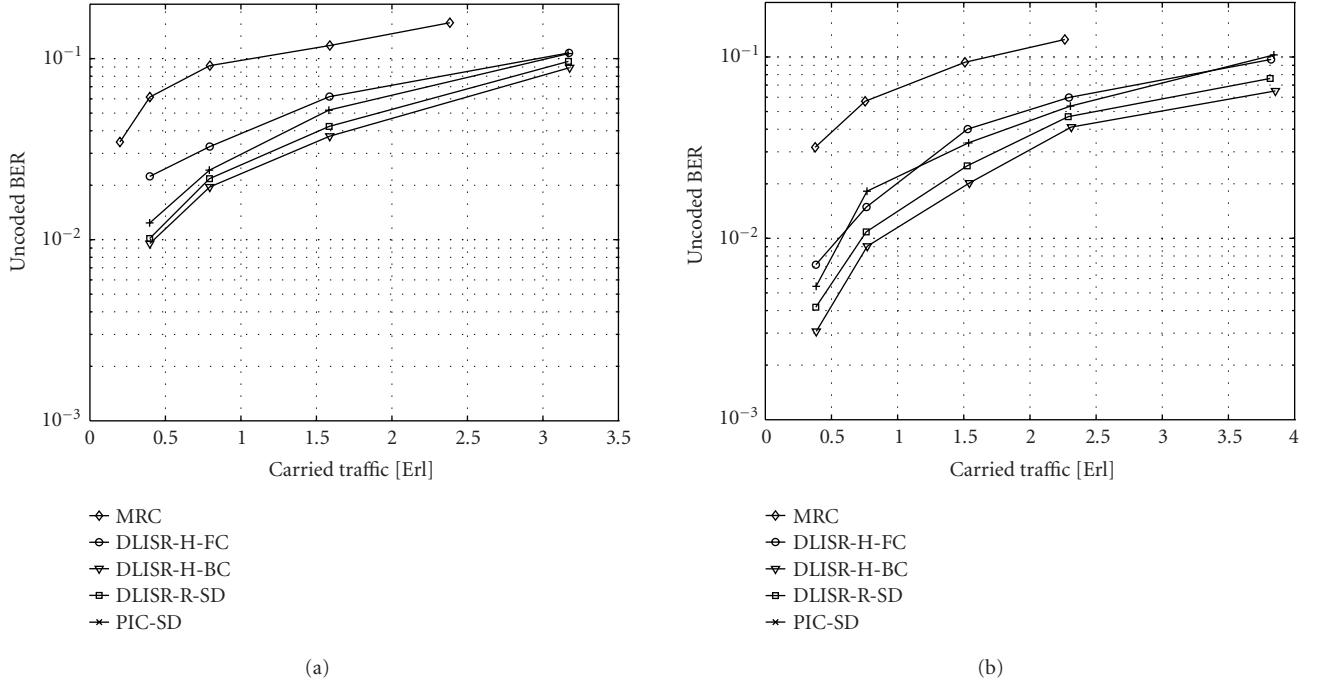 10⁻¹
10⁻²
10⁻³
Uncoded BER
0 0.5 1 1.5 2 2.5 3 3.5
Carried traffic [Erl]
MRC
DLISR-H-FC
DLISR-H-BC
DLISR-R-SD
PIC-SD
(a)
10⁻¹
10⁻²
10⁻³
Uncoded BER
0 0.5 1 1.5 2 2.5 3 3.5 4
Carried traffic [Erl]
MRC
DLISR-H-FC
DLISR-H-BC
DLISR-R-SD
PIC-SD
(b)